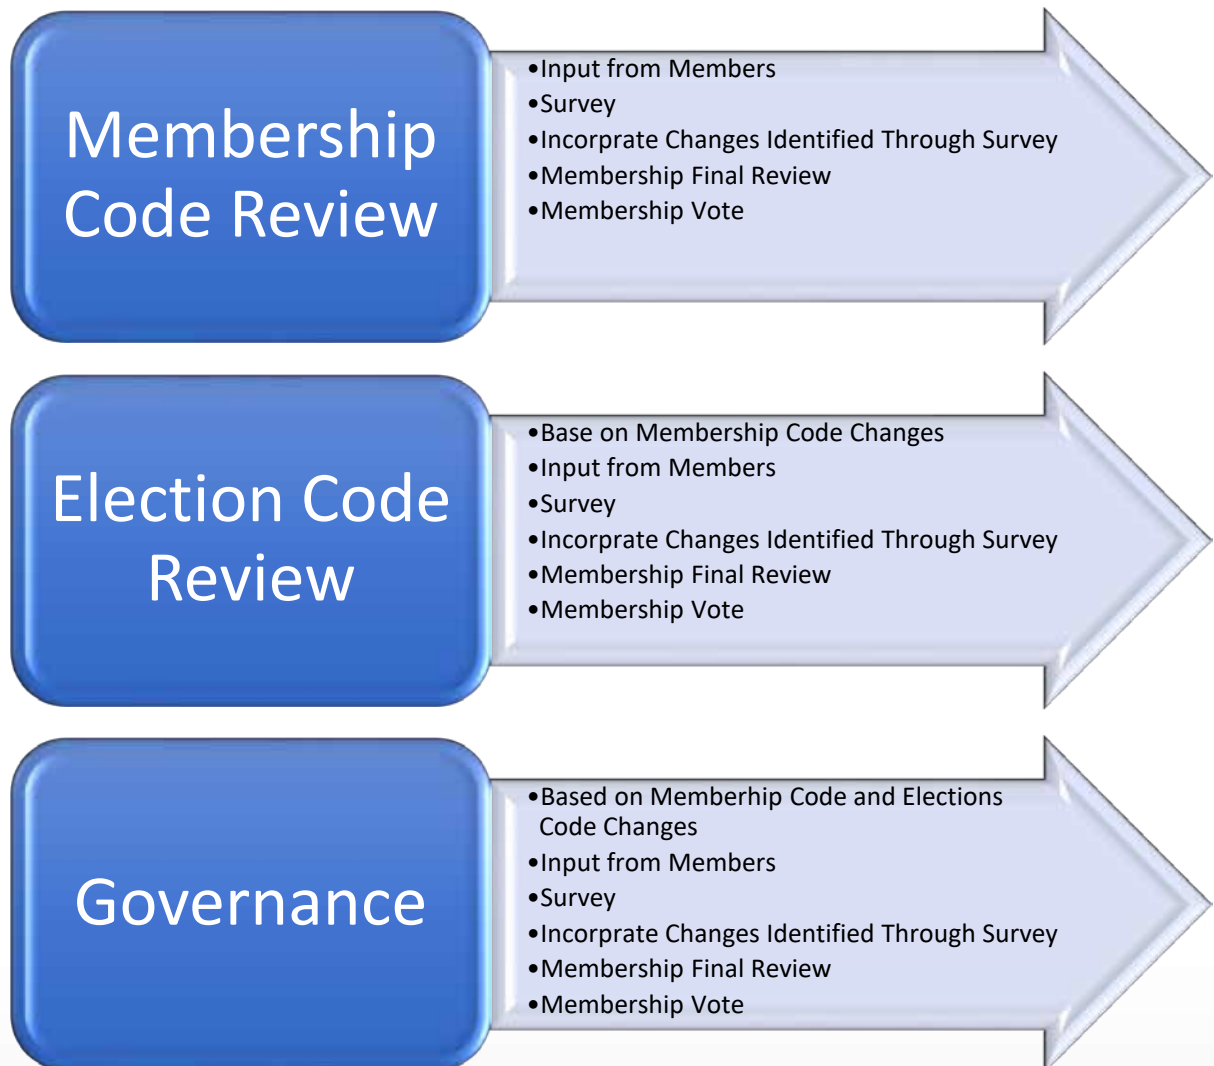 Membership
Code Review
•Input from Members
•Survey
•Incorprate Changes Identified Through Survey
•Membership Final Review
•Membership Vote
Election Code
Review
•Base on Membership Code Changes
•Input from Members
•Survey
•Incorprate Changes Identified Through Survey
•Membership Final Review
•Membership Vote
Governance
•Based on Memberhip Code and Elections
Code Changes
•Input from Members
•Survey
•Incorprate Changes Identified Through Survey
•Membership Final Review
•Membership Vote